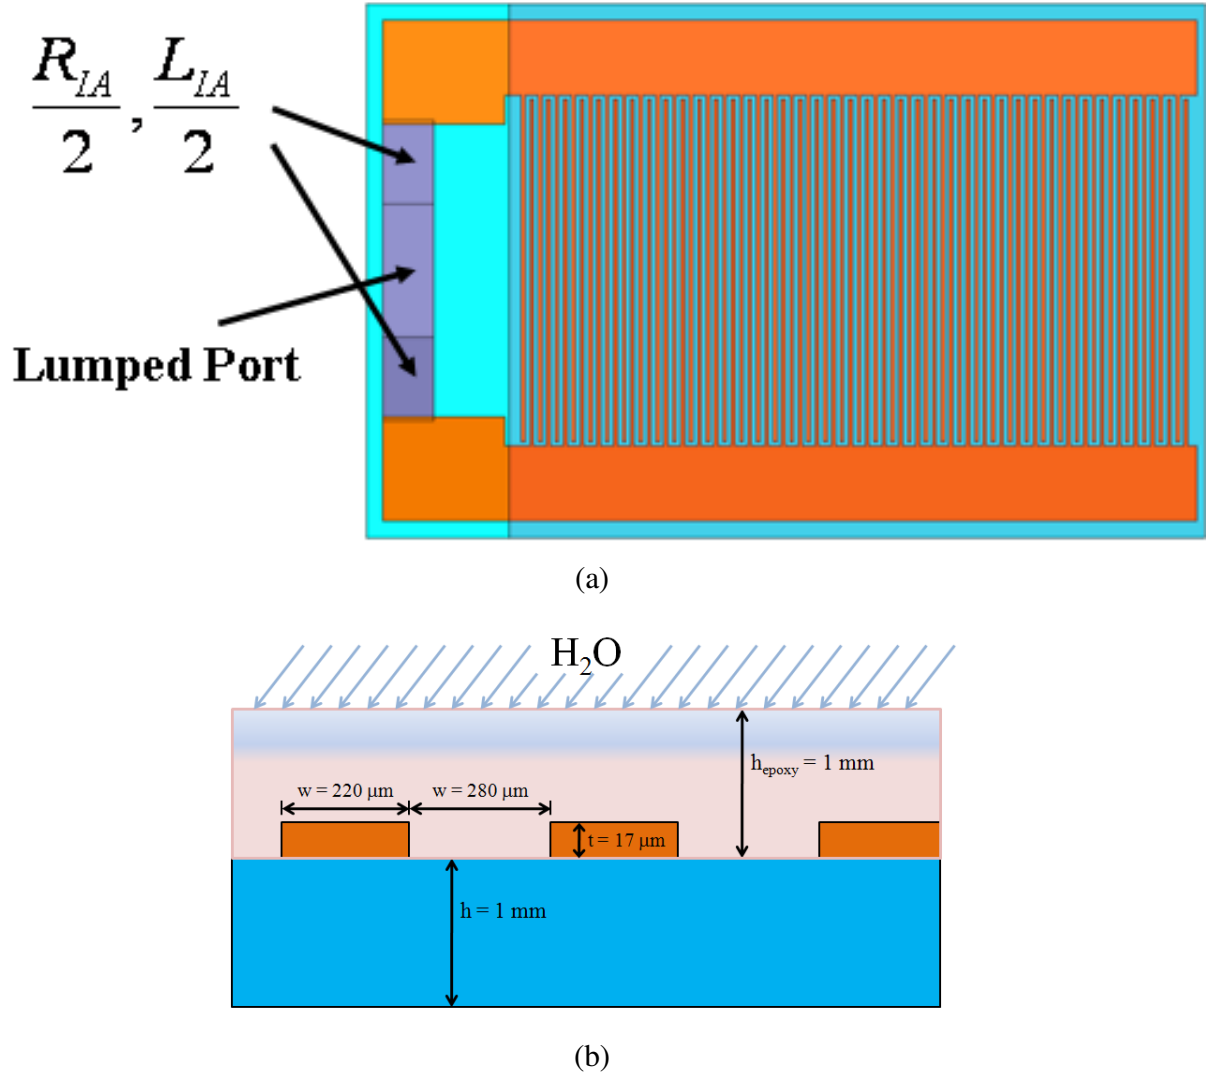 R_IA/2, L_IA/2
Lumped Port
(a)
H₂O
h_epoxy = 1 mm
w = 220 μm
w = 280 μm
t = 17 μm
h = 1 mm
(b)